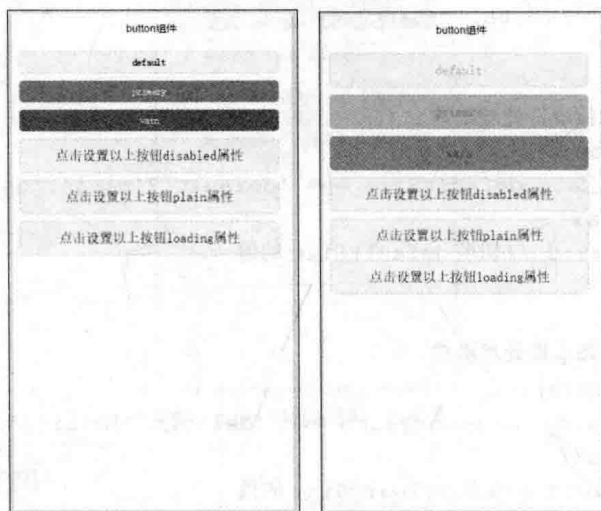 button组件
default
primary
warn
点击设置以上按钮disabled属性
点击设置以上按钮plain属性
点击设置以上按钮loading属性
button组件
default
primary
warn
点击设置以上按钮disabled属性
点击设置以上按钮plain属性
点击设置以上按钮loading属性